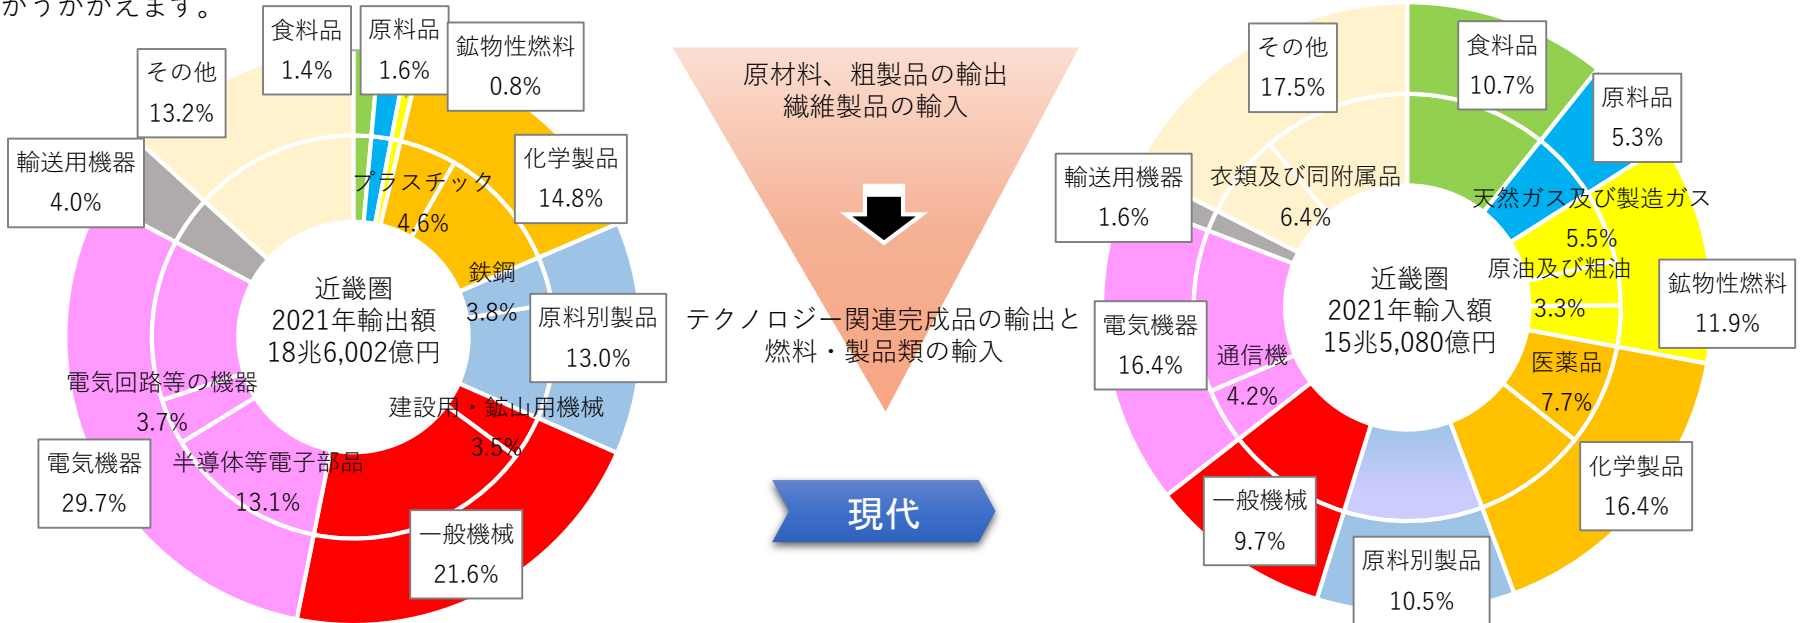 がうかがえます。
食料品
1.4%
原料品
1.6%
鉱物性燃料
0.8%
化学製品
14.8%
プラスチック
4.6%
鉄鋼
3.8%
原料別製品
13.0%
建設用・鉱山用機械
3.5%
一般機械
21.6%
半導体等電子部品
13.1%
電気回路等の機器
3.7%
電気機器
29.7%
輸送用機器
4.0%
その他
13.2%
近畿圏
2021年輸出額
18兆6,002億円
原材料、粗製品の輸出
繊維製品の輸入
テクノロジー関連完成品の輸出と
燃料・製品類の輸入
現代
食料品
10.7%
原料品
5.3%
天然ガス及び製造ガス
5.5%
原油及び粗油
3.3%
鉱物性燃料
11.9%
医薬品
7.7%
化学製品
16.4%
原料別製品
10.5%
一般機械
9.7%
通信機
4.2%
電気機器
16.4%
輸送用機器
1.6%
衣類及び同附属品
6.4%
その他
17.5%
近畿圏
2021年輸入額
15兆5,080億円